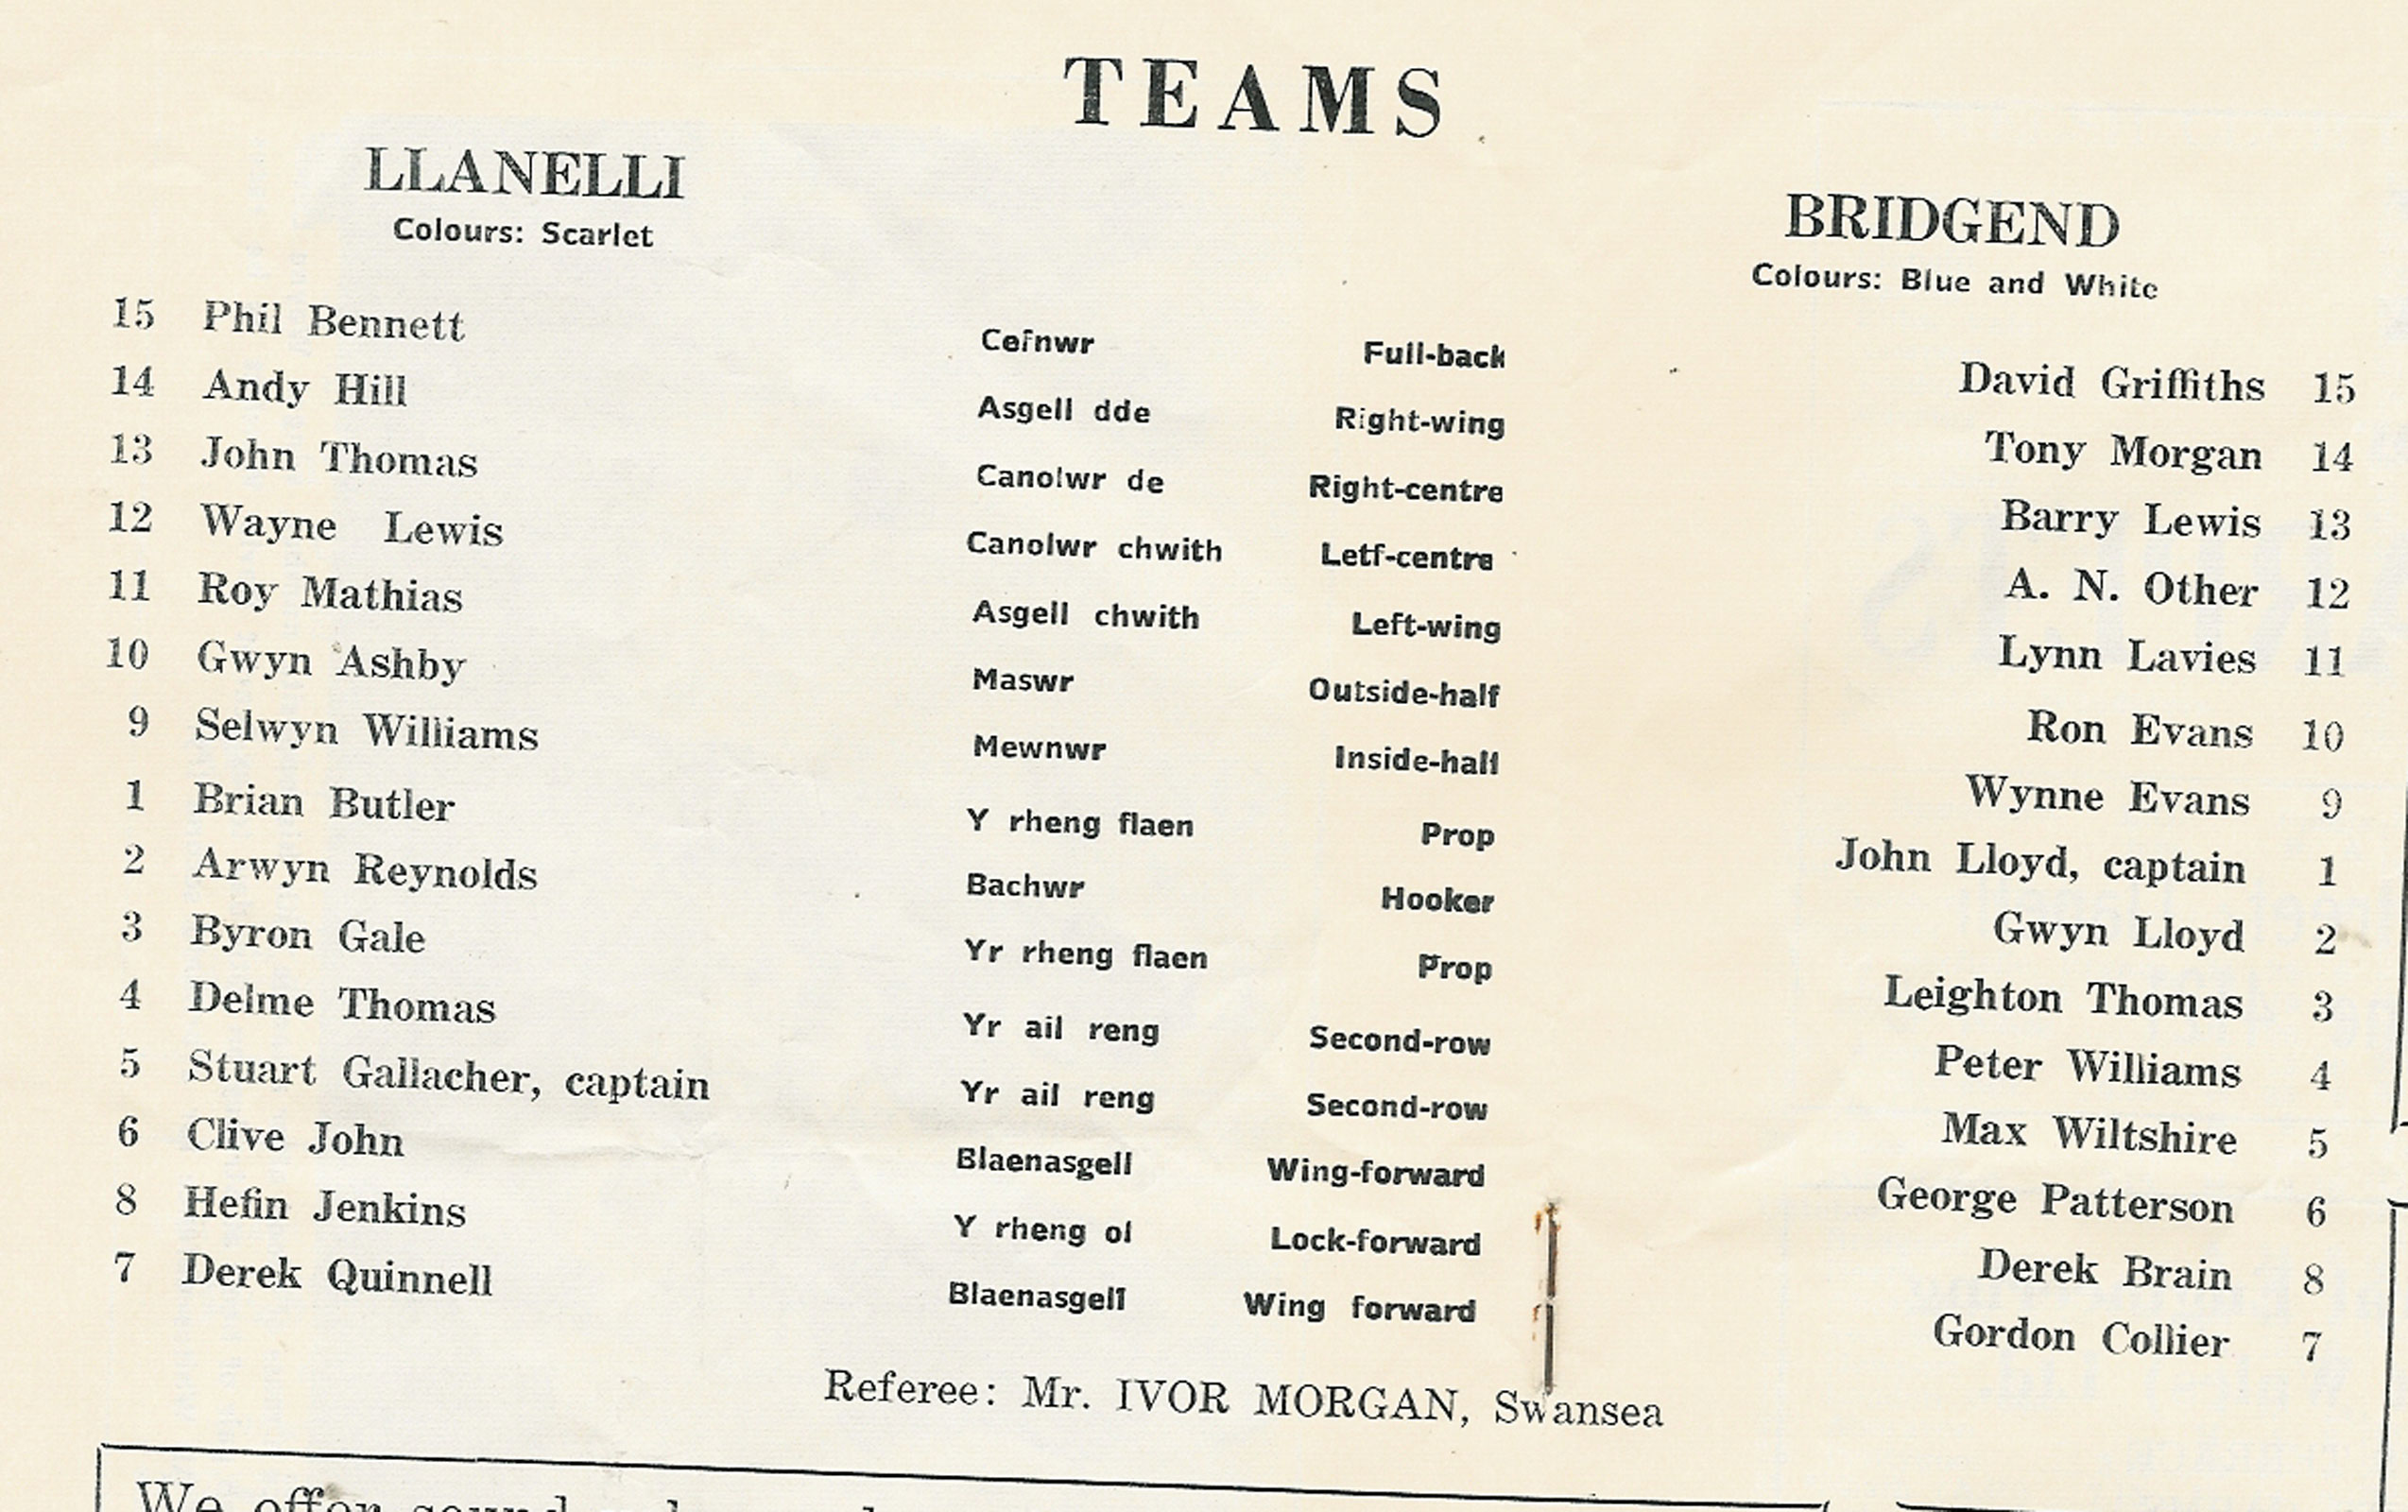 TEAMS
LLANELLI
Colours: Scarlet
BRIDGEND
Colours: Blue and White
15 Phil Bennett Cefnwr Full-back David Griffiths 15
14 Andy Hill Asgell dde Right-wing Tony Morgan 14
13 John Thomas Canolwr de Right-centre Barry Lewis 13
12 Wayne Lewis Canolwr chwith Letf-centre A. N. Other 12
11 Roy Mathias Asgell chwith Left-wing Lynn Lavies 11
10 Gwyn Ashby Maswr Outside-half Ron Evans 10
9 Selwyn Williams Mewnwr Inside-half Wynne Evans 9
1 Brian Butler Y rheng flaen Prop John Lloyd, captain 1
2 Arwyn Reynolds Bachwr Hooker Gwyn Lloyd 2
3 Byron Gale Yr rheng flaen Prop Leighton Thomas 3
4 Delme Thomas Yr ail reng Second-row Peter Williams 4
5 Stuart Gallacher, captain Yr ail reng Second-row Max Wiltshire 5
6 Clive John Blaenasgell Wing-forward George Patterson 6
8 Hefin Jenkins Y rheng ol Lock-forward Derek Brain 8
7 Derek Quinnell Blaenasgell Wing forward Gordon Collier 7
Referee: Mr. IVOR MORGAN, Swansea
We offer